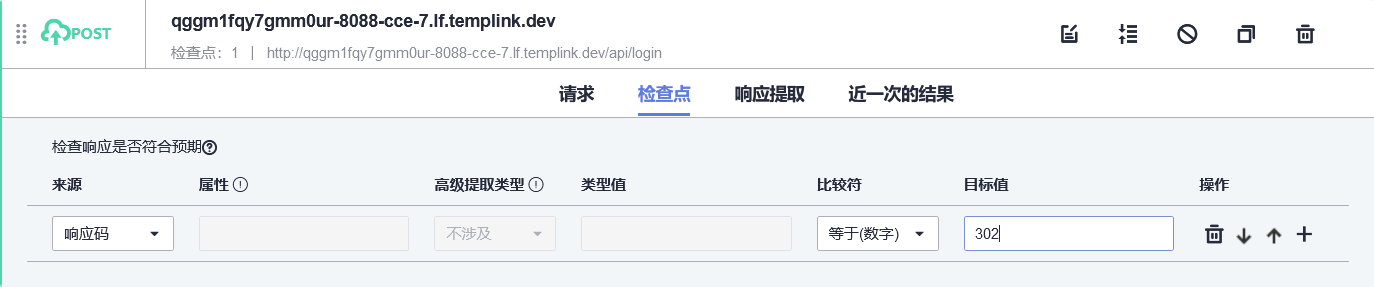 POST
qggm1fqy7gmm0ur-8088-cce-7.lf.templink.dev
检查点：1 | http://qggm1fqy7gmm0ur-8088-cce-7.lf.templink.dev/api/login
请求 检查点 响应提取 近一次的结果
检查响应是否符合预期
来源 属性 高级提取类型 类型值 比较符 目标值 操作
响应码 不涉及 等于(数字) 302